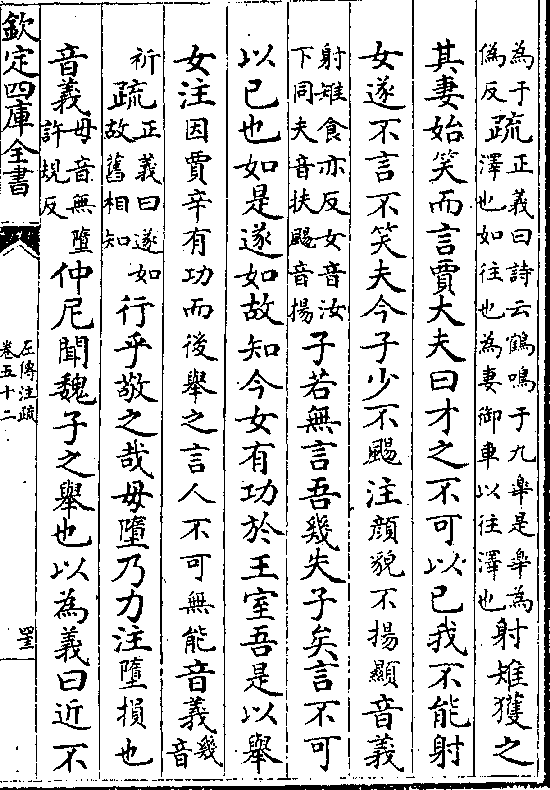 為于偽反疏正義曰詩云鶴鳴于九臯是臯為澤也如往也為妻御車以往澤也射雉獲之
其妻始笑而言賈大夫曰才之不可以已我不能射
女遂不言不笑夫今子少不颺注顔貌不揚顯音義
射雉食亦反女音汝下同夫音扶颺音揚子若無言吾幾失子矣言不可
以已也如是遂如故知今女有功於王室吾是以舉
女注因賈辛有功而後舉之言人不可無能音義幾音
祈疏正義曰遂如故舊相知行乎敬之哉毋墮乃力注墮損也
音義毋音無墮許規反仲尼聞魏子之舉也以為義曰近不
欽定四庫全書
左傳注疏
卷五十二
罡